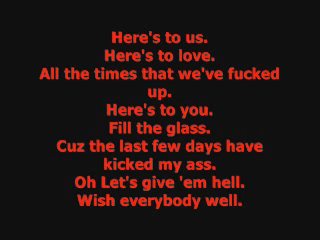 Here's to us.
Here's to love.
All the times that we've fucked
up.
Here's to you.
Fill the glass.
Cuz the last few days have
kicked my ass.
Oh Let's give 'em hell.
Wish everybody well.